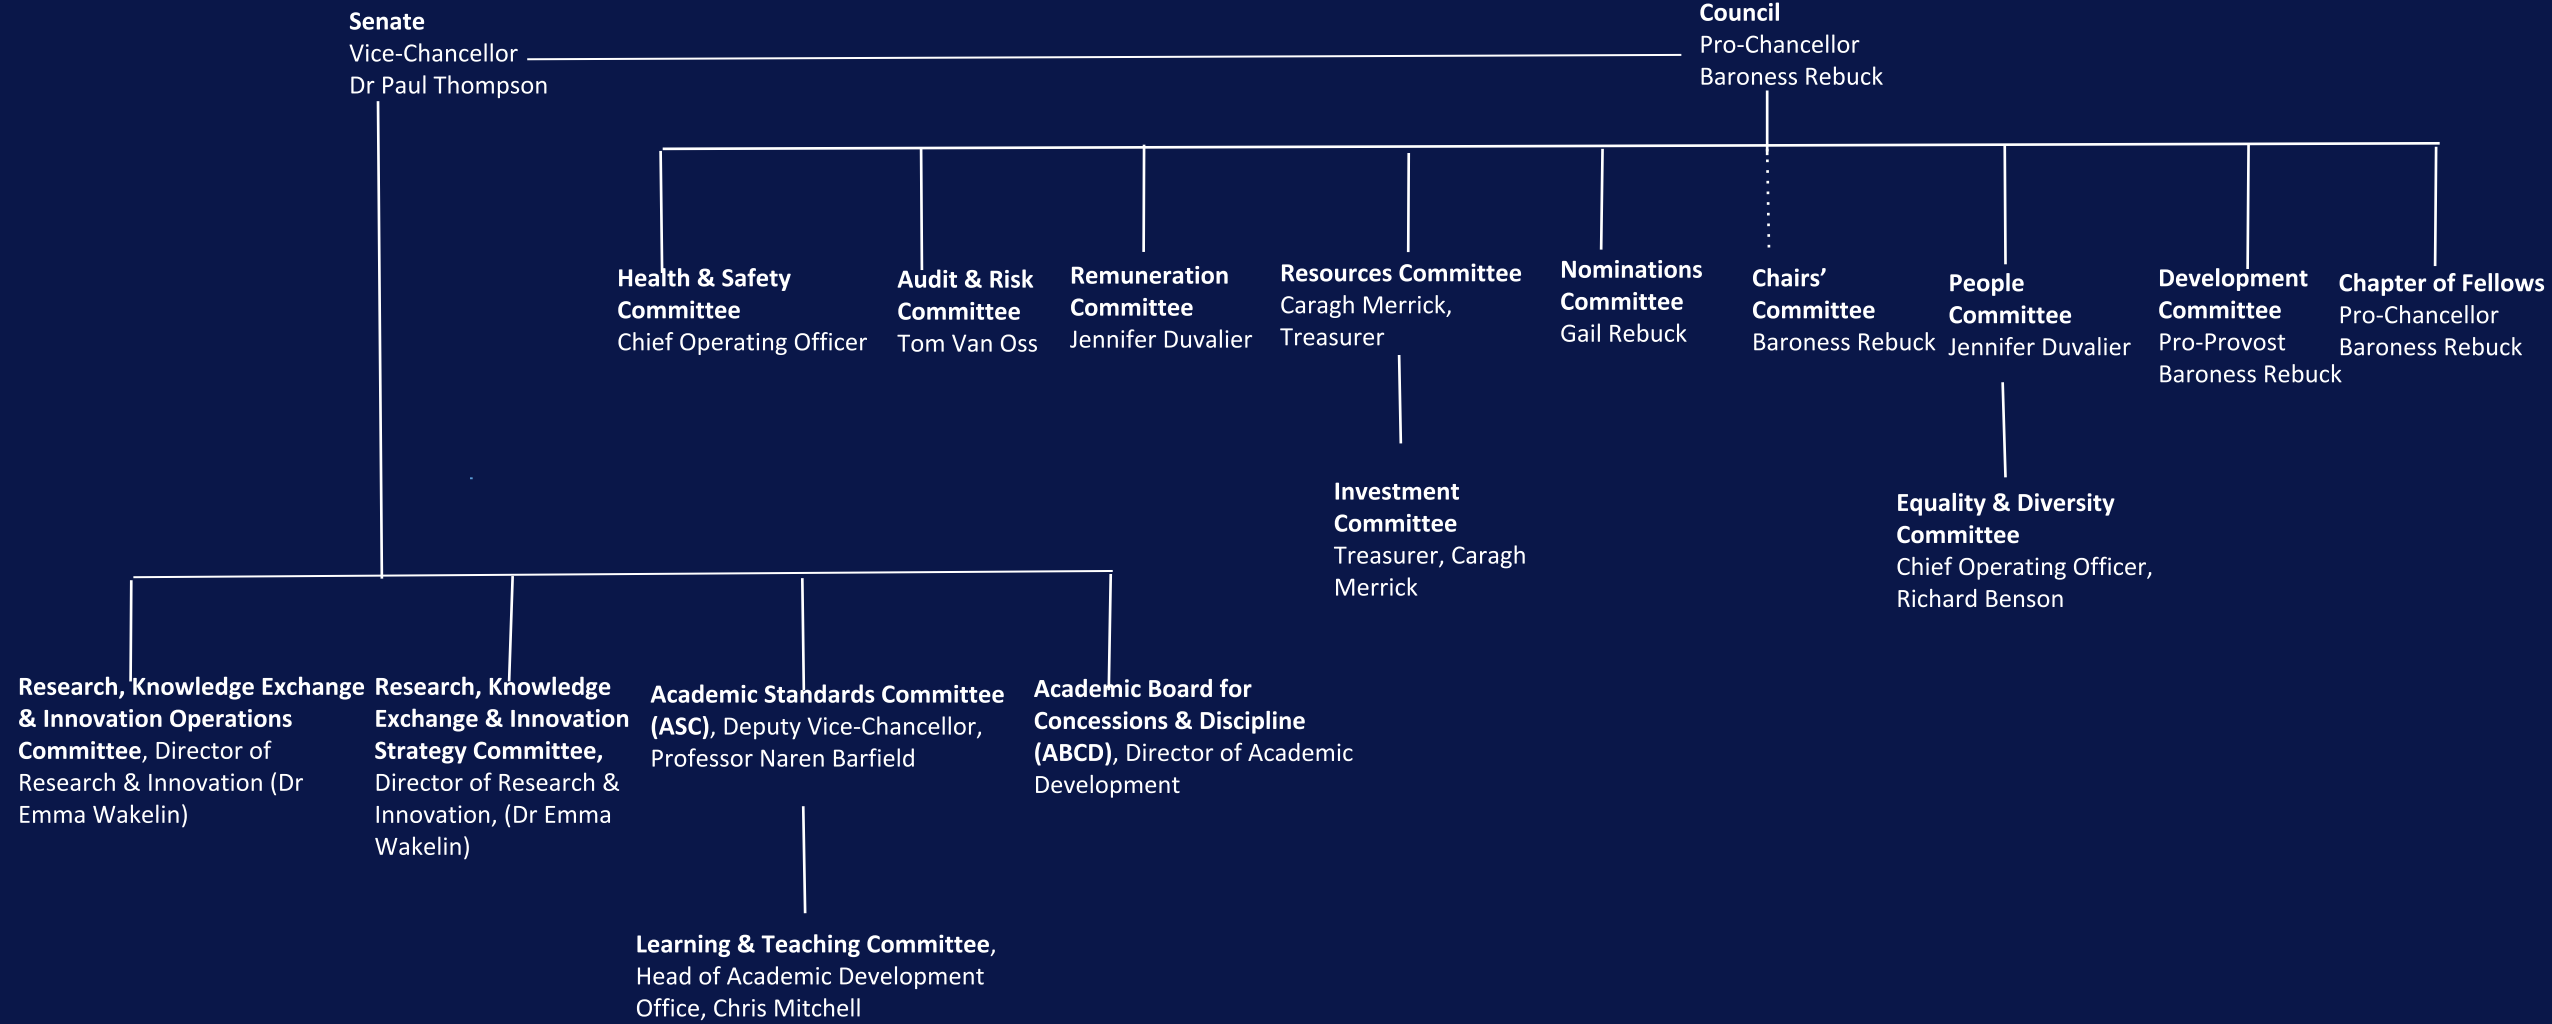 Senate
Vice-Chancellor
Dr Paul Thompson
Council
Pro-Chancellor
Baroness Rebuck
Health & Safety
Committee
Chief Operating Officer
Audit & Risk
Committee
Tom Van Oss
Remuneration
Committee
Jennifer Duvalier
Resources Committee
Caragh Merrick,
Treasurer
Nominations
Committee
Gail Rebuck
Chairs’
Committee
Baroness Rebuck
People
Committee
Jennifer Duvalier
Development
Committee
Pro-Provost
Baroness Rebuck
Chapter of Fellows
Pro-Chancellor
Baroness Rebuck
Investment
Committee
Treasurer, Caragh
Merrick
Equality & Diversity
Committee
Chief Operating Officer,
Richard Benson
Research, Knowledge Exchange
& Innovation Operations
Committee, Director of
Research & Innovation (Dr
Emma Wakelin)
Research, Knowledge
Exchange & Innovation
Strategy Committee,
Director of Research &
Innovation, (Dr Emma
Wakelin)
Academic Standards Committee
(ASC), Deputy Vice-Chancellor,
Professor Naren Barfield
Academic Board for
Concessions & Discipline
(ABCD), Director of Academic
Development
Learning & Teaching Committee,
Head of Academic Development
Office, Chris Mitchell